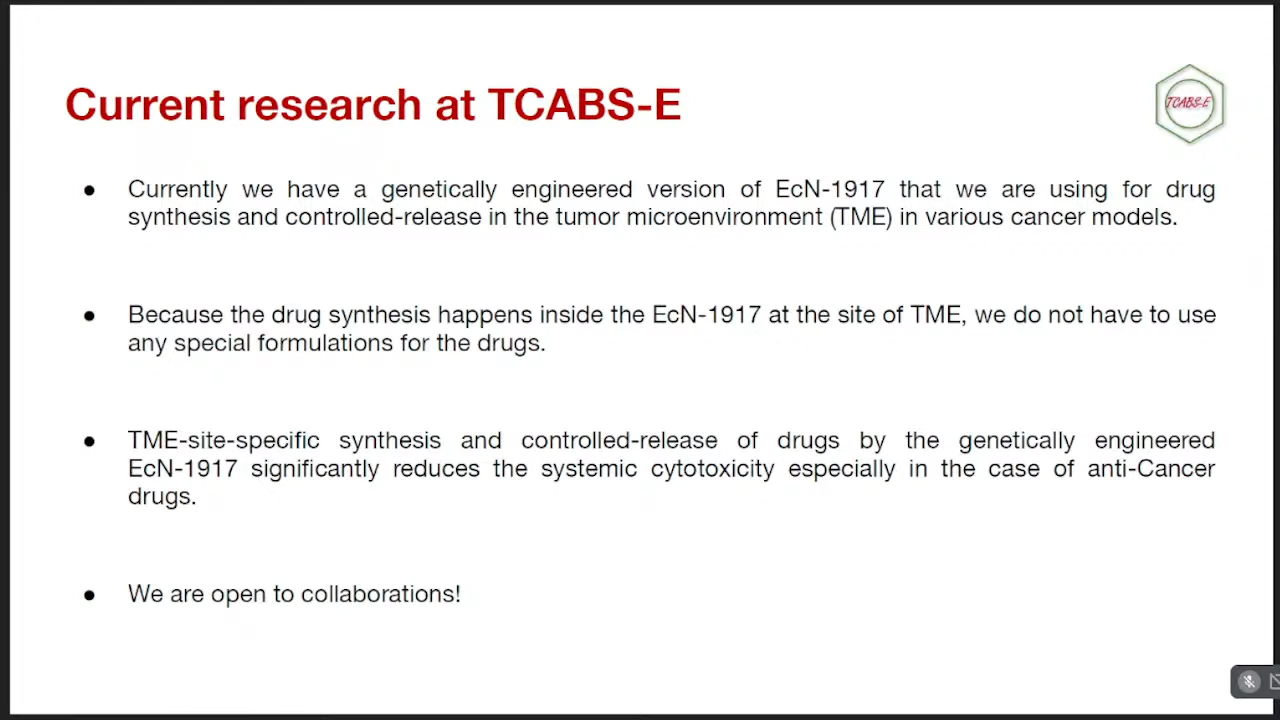 Current research at TCABS-E
TCABS-E
● Currently we have a genetically engineered version of EcN-1917 that we are using for drug
synthesis and controlled-release in the tumor microenvironment (TME) in various cancer models.
● Because the drug synthesis happens inside the EcN-1917 at the site of TME, we do not have to use
any special formulations for the drugs.
● TME-site-specific synthesis and controlled-release of drugs by the genetically engineered
EcN-1917 significantly reduces the systemic cytotoxicity especially in the case of anti-Cancer
drugs.
● We are open to collaborations!